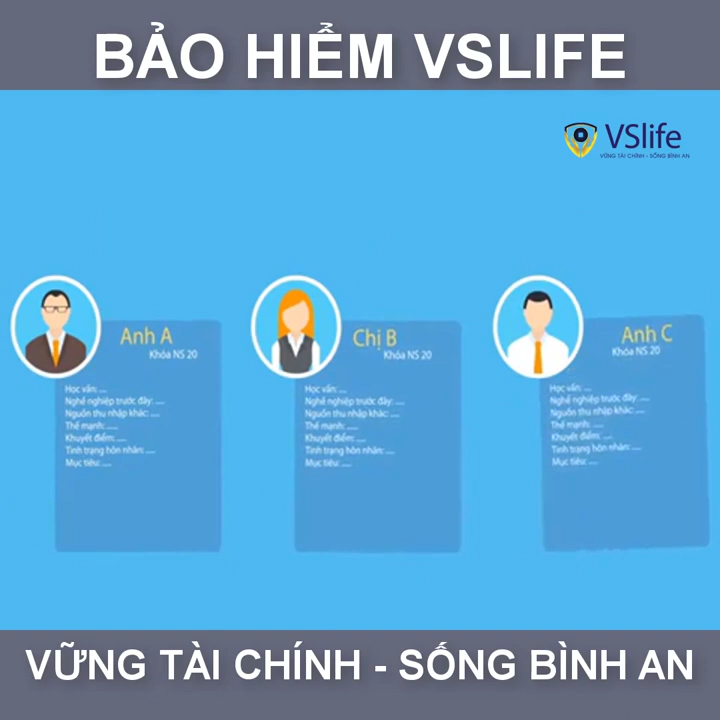 BẢO HIỂM VSLIFE
VSlife
VỮNG TÀI CHÍNH - SỐNG BÌNH AN
Anh A
Khóa NS 20
Học vấn: ....
Nghề nghiệp trước đây: ....
Nguồn thu nhập khác: ....
Thế mạnh: ....
Khuyết điểm: ....
Tình trạng hôn nhân: ....
Mục tiêu: ....
Chị B
Khóa NS 20
Học vấn: ....
Nghề nghiệp trước đây: ....
Nguồn thu nhập khác: ....
Thế mạnh: ....
Khuyết điểm: ....
Tình trạng hôn nhân: ....
Mục tiêu: ....
Anh C
Khóa NS 20
Học vấn: ....
Nghề nghiệp trước đây: ....
Nguồn thu nhập khác: ....
Thế mạnh: ....
Khuyết điểm: ....
Tình trạng hôn nhân: ....
Mục tiêu: ....
VỮNG TÀI CHÍNH - SỐNG BÌNH AN